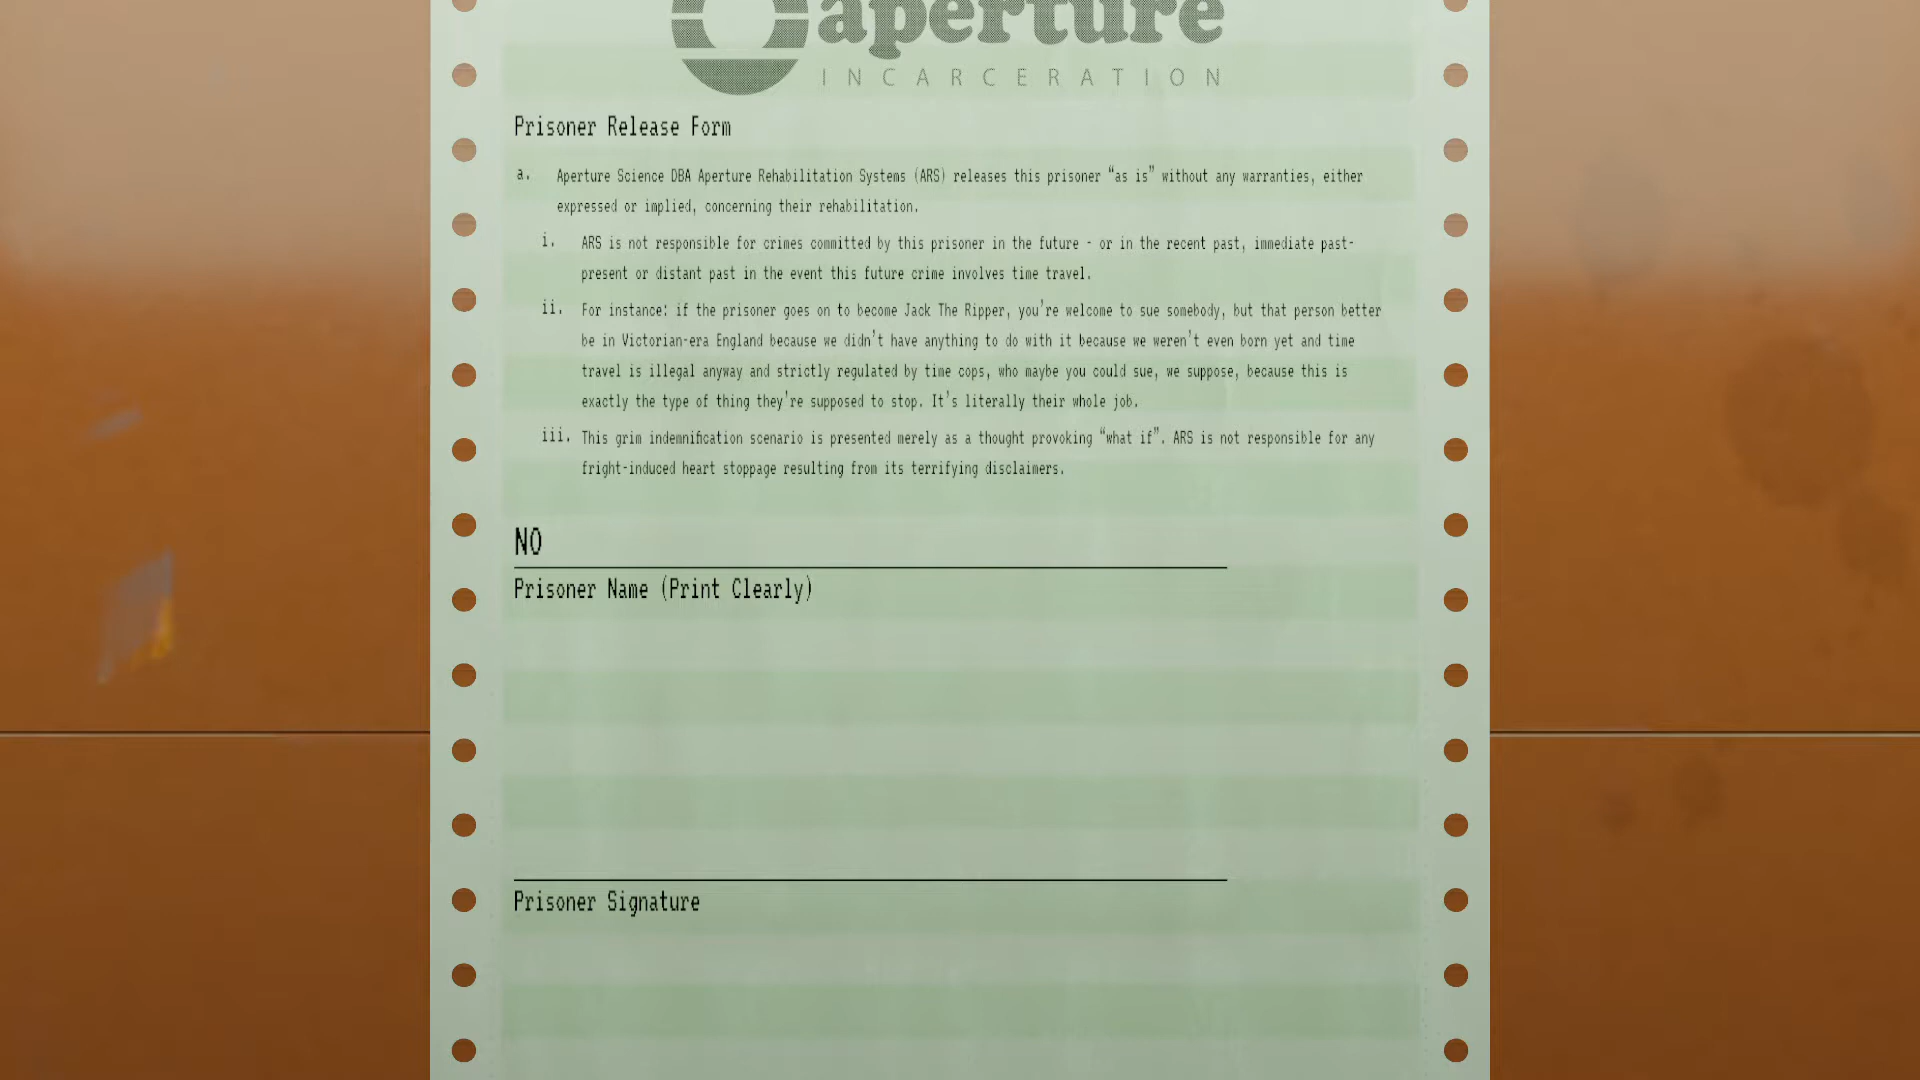 aperture
INCARCERATION
Prisoner Release Form
a. Aperture Science DBA Aperture Rehabilitation Systems (ARS) releases this prisoner “as is” without any warranties, either
expressed or implied, concerning their rehabilitation.
i. ARS is not responsible for crimes committed by this prisoner in the future - or in the recent past, immediate past-
present or distant past in the event this future crime involves time travel.
ii. For instance: if the prisoner goes on to become Jack The Ripper, you’re welcome to sue somebody, but that person better
be in Victorian-era England because we didn’t have anything to do with it because we weren’t even born yet and time
travel is illegal anyway and strictly regulated by time cops, who maybe you could sue, we suppose, because this is
exactly the type of thing they’re supposed to stop. It’s literally their whole job.
iii. This grim indemnification scenario is presented merely as a thought provoking “what if”. ARS is not responsible for any
fright-induced heart stoppage resulting from its terrifying disclaimers.
NO
Prisoner Name (Print Clearly)
Prisoner Signature